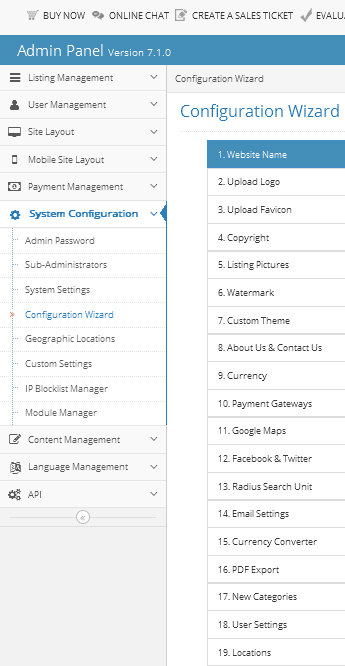 BUY NOW ONLINE CHAT CREATE A SALES TICKET EVALU
Admin Panel Version 7.1.0
Listing Management
User Management
Site Layout
Mobile Site Layout
Payment Management
System Configuration
Admin Password
Sub-Administrators
System Settings
Configuration Wizard
Geographic Locations
Custom Settings
IP Blocklist Manager
Module Manager
Content Management
Language Management
API
Configuration Wizard
Configuration Wizard
1. Website Name
2. Upload Logo
3. Upload Favicon
4. Copyright
5. Listing Pictures
6. Watermark
7. Custom Theme
8. About Us & Contact Us
9. Currency
10. Payment Gateways
11. Google Maps
12. Facebook & Twitter
13. Radius Search Unit
14. Email Settings
15. Currency Converter
16. PDF Export
17. New Categories
18. User Settings
19. Locations